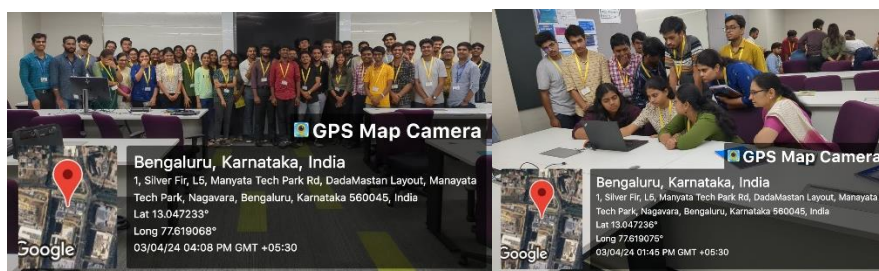 GPS Map Camera
Bengaluru, Karnataka, India
1, Silver Fir, L5, Manyata Tech Park Rd, DadaMastan Layout, Manayata
Tech Park, Nagavara, Bengaluru, Karnataka 560045, India
Lat 13.047233°
Long 77.619068°
03/04/24 04:08 PM GMT +05:30
Google
GPS Map Camera
Bengaluru, Karnataka, India
1, Silver Fir, L5, Manyata Tech Park Rd, DadaMastan Layout, Manayata
Tech Park, Nagavara, Bengaluru, Karnataka 560045, India
Lat 13.047236°
Long 77.619075°
03/04/24 01:45 PM GMT +05:30
Google